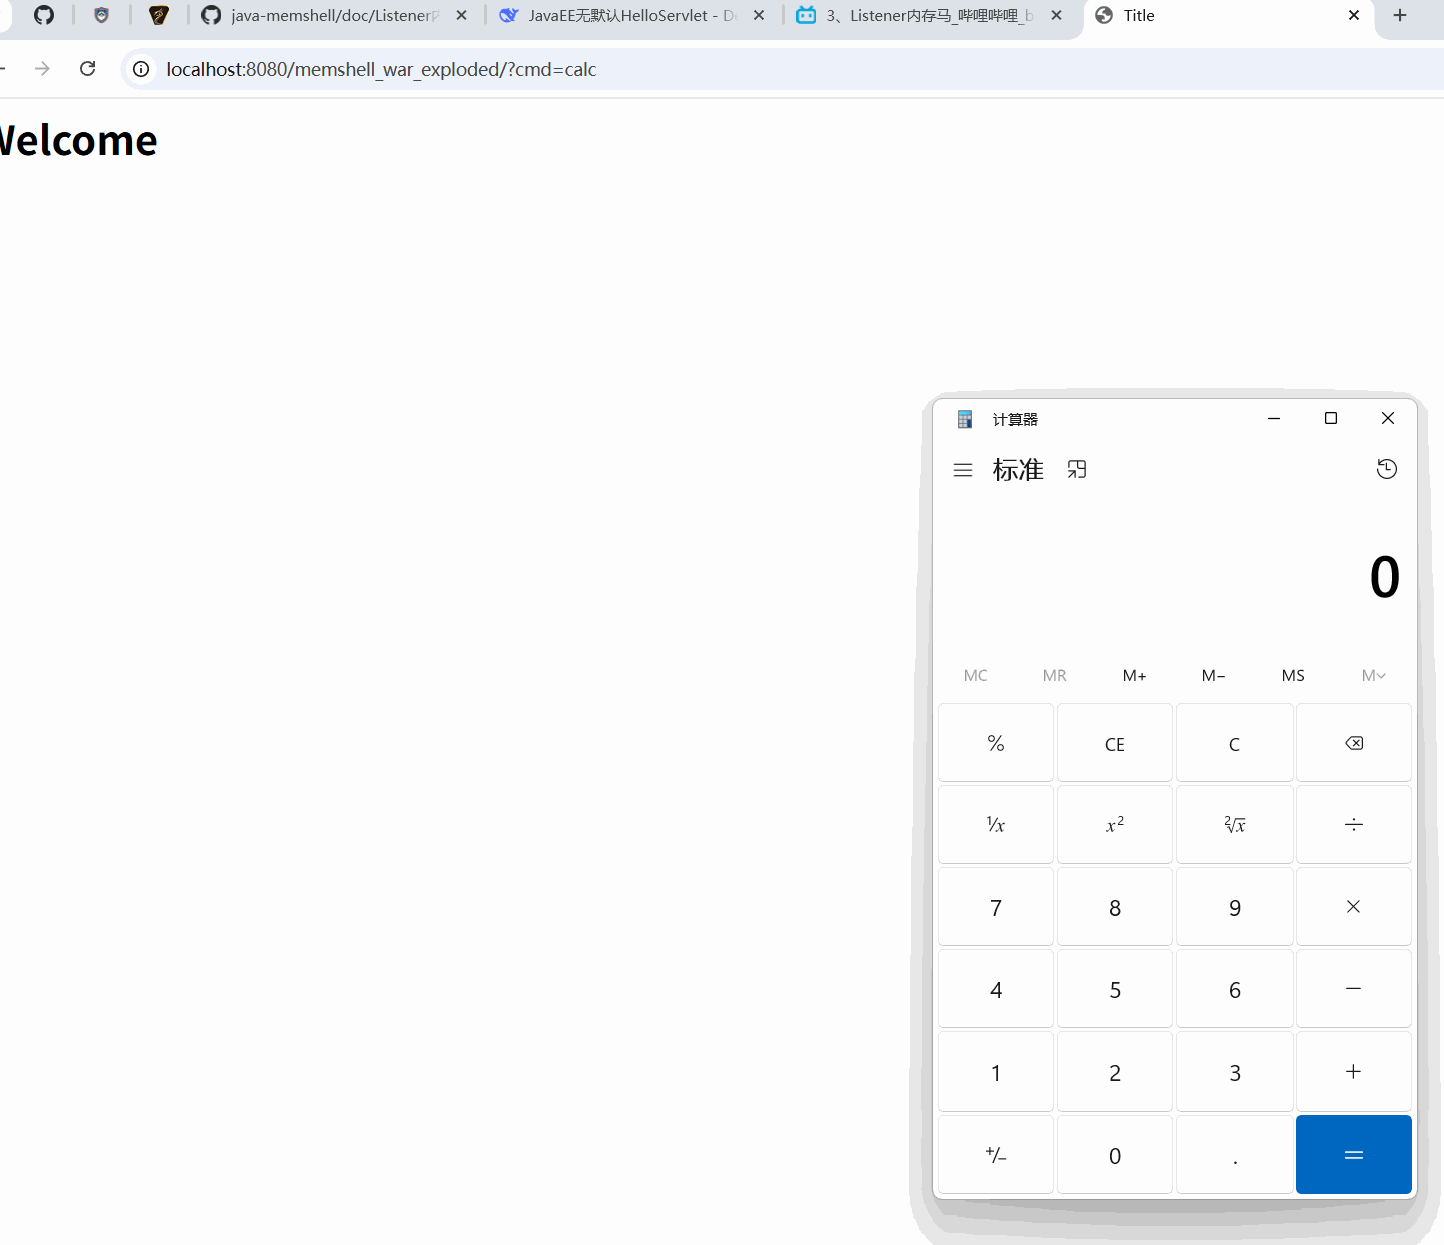 java-memshell/doc/Listener
JavaEE无默认HelloServlet - D
3、Listener内存马_哔哩哔哩_b
Title
localhost:8080/memshell_war_exploded/?cmd=calc
Welcome
计算器
标准
0
MC MR M+ M− MS M
% CE C
⅟x x² ²√x ÷
7 8 9 ×
4 5 6 −
1 2 3 +
+/− 0 . =